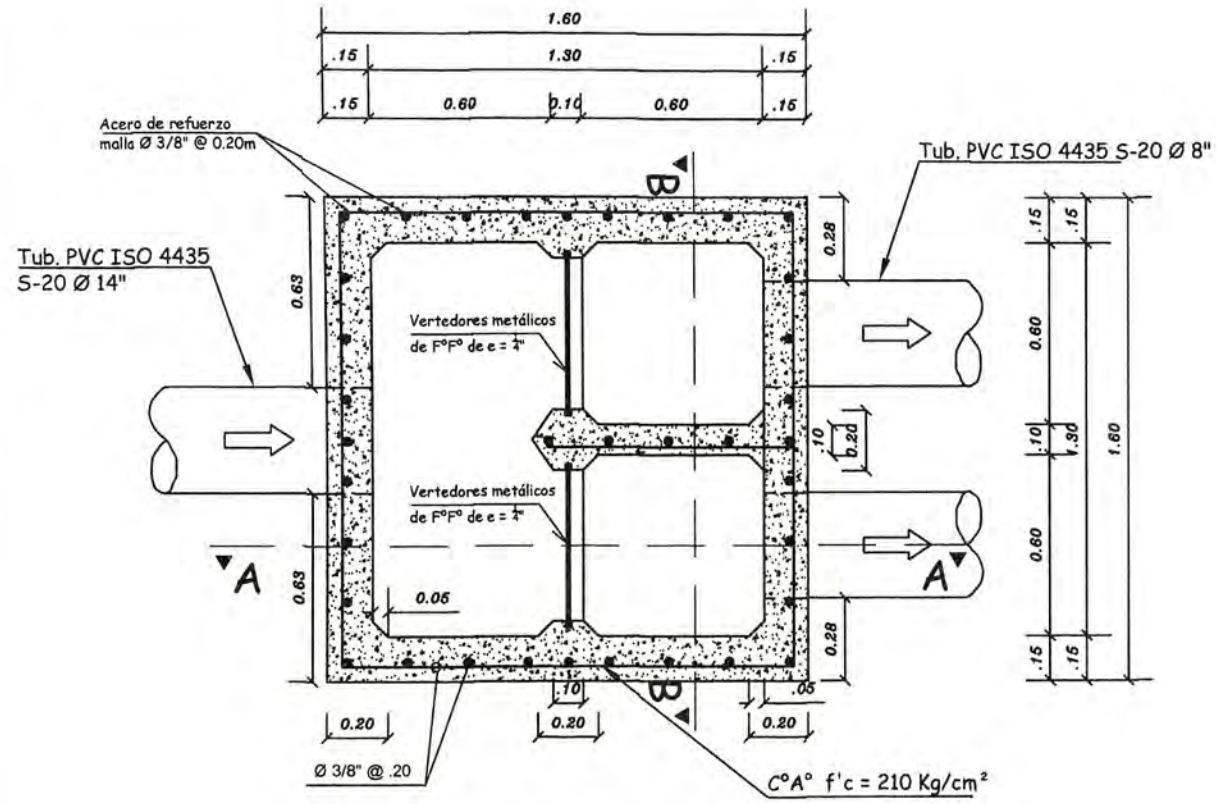 1.60
.15 1.30 .15
.15 0.60 0.10 0.60 .15
Acero de refuerzo
malla Ø 3/8" @ 0.20m
B
Tub. PVC ISO 4435 S-20 Ø 8"
Tub. PVC ISO 4435
S-20 Ø 14"
0.63
0.28
.15 .15
Vertedores metálicos
de FºFº de e = ¼"
0.60
.10 0.20 .10 1.30 1.60
Vertedores metálicos
de FºFº de e = ¼"
A
A
0.63
0.05
0.60
0.28
.15 .15
B
.10
.05
0.20 0.20 0.20
Ø 3/8" @ .20
CºAº f'c = 210 Kg/cm²